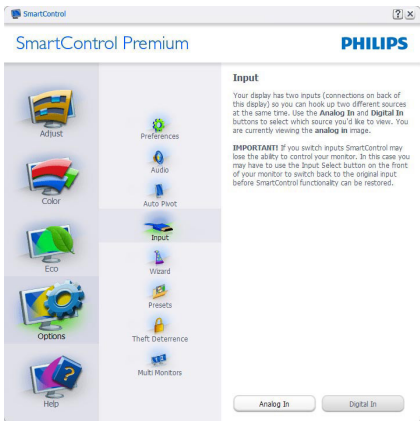 SmartControl
SmartControl Premium
PHILIPS
Adjust
Color
Eco
Options
Help
Preferences
Audio
Auto Pivot
Input
Wizard
Presets
Theft Deterrence
Multi Monitors
Input
Your display has two inputs (connections on back of
this display) so you can hook up two different sources
at the same time. Use the Analog In and Digital In
buttons to select which source you'd like to view. You
are currently viewing the analog in image.
IMPORTANT! If you switch inputs SmartControl may
lose the ability to control your monitor. In this case you
may have to use the Input Select button on the front
of your monitor to switch back to the original input
before SmartControl functionality can be restored.
Analog In
Digital In